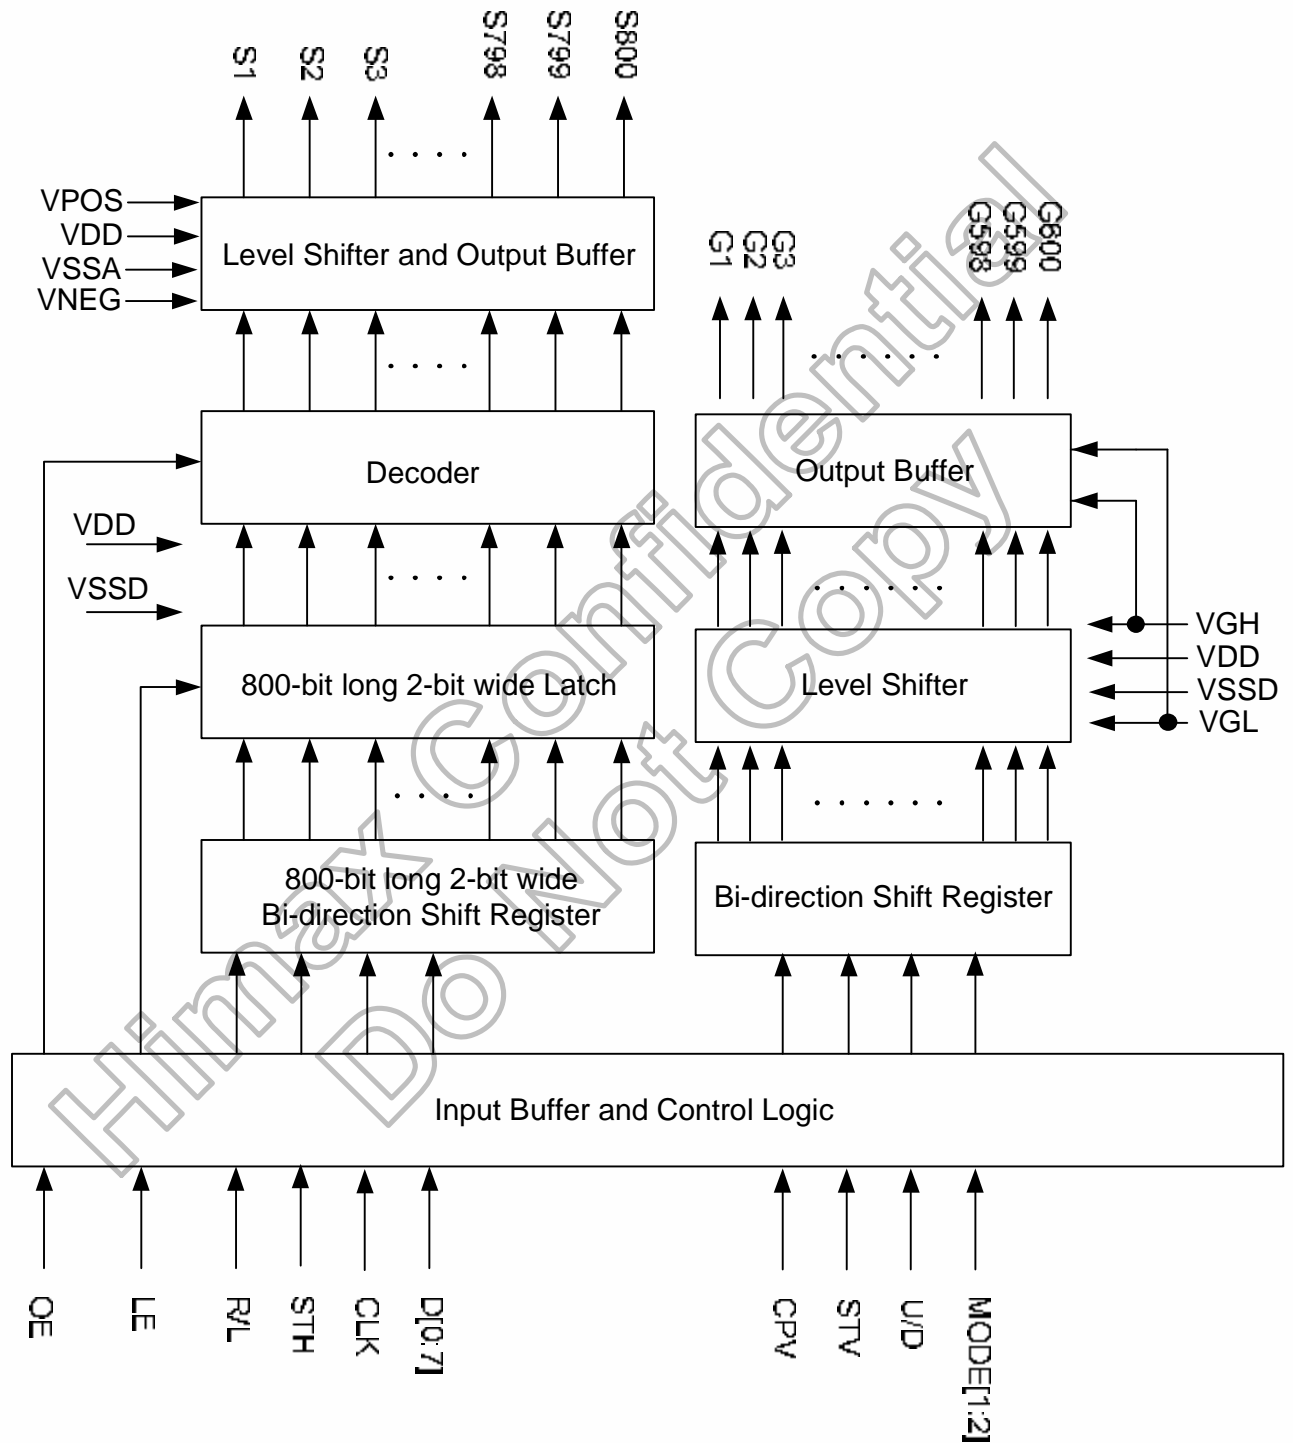 S1 S2 S3 S798 S799 S800
VPOS
VDD
VSSA
VNEG
Level Shifter and Output Buffer
G1 G2 G3 G598 G599 G600
Decoder
Output Buffer
VDD
VSSD
800-bit long 2-bit wide Latch
Level Shifter
VGH
VDD
VSSD
VGL
800-bit long 2-bit wide
Bi-direction Shift Register
Bi-direction Shift Register
Input Buffer and Control Logic
OE LE R/L STH CLK D[0:7] CPV STV U/D MODE[1:2]
Himax Confidential
Do Not Copy